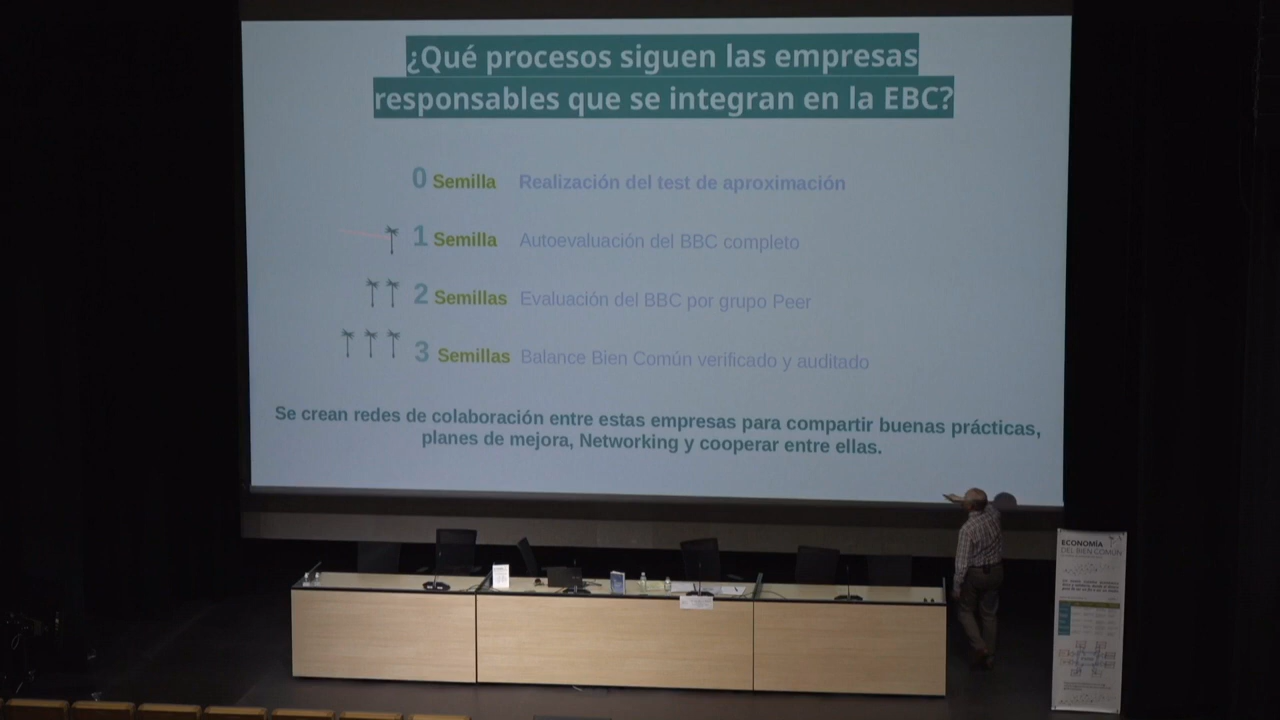 ¿Qué procesos siguen las empresas
responsables que se integran en la EBC?
0 Semilla Realización del test de aproximación
1 Semilla Autoevaluación del BBC completo
2 Semillas Evaluación del BBC por grupo Peer
3 Semillas Balance Bien Común verificado y auditado
Se crean redes de colaboración entre estas empresas para compartir buenas prácticas,
planes de mejora, Networking y cooperar entre ellas.
ECONOMÍA
DEL BIEN COMÚN